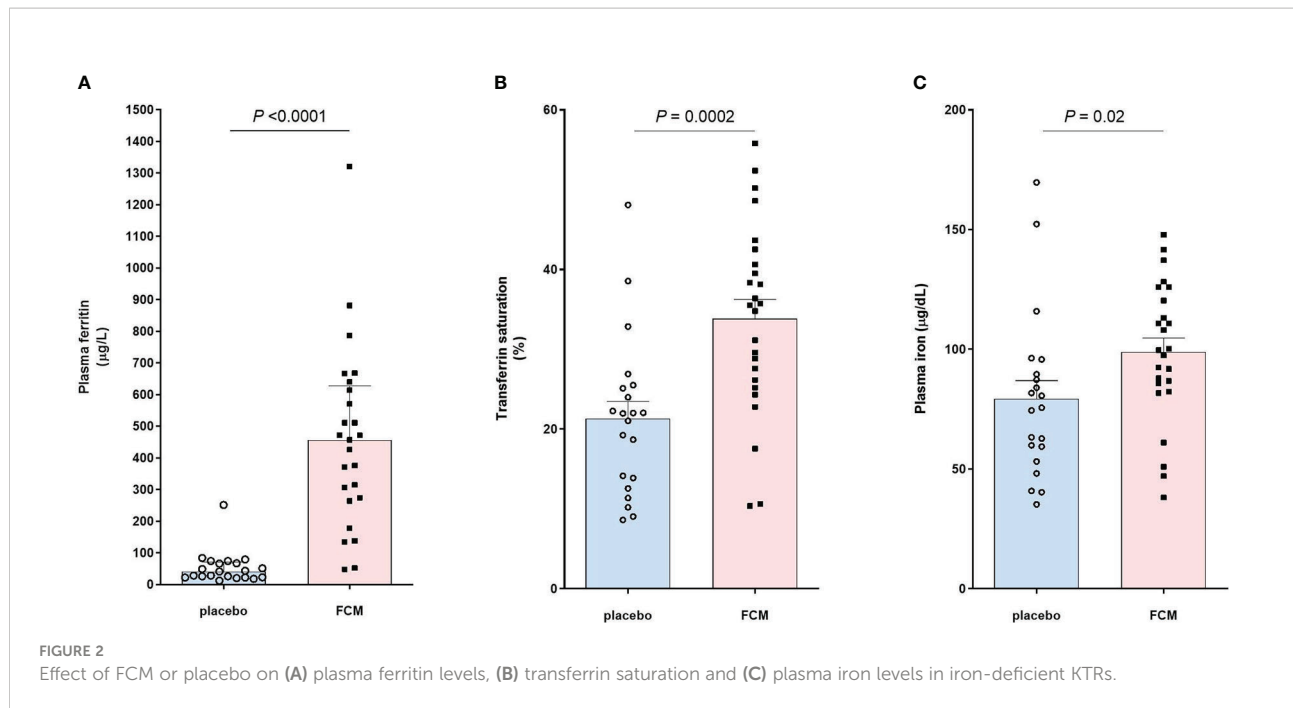 A
P <0.0001
1500
1400
1300
1200
1100
1000
900
800
700
600
500
400
300
200
100
0
Plasma ferritin
(μg/L)
placebo
FCM
B
P = 0.0002
60
40
20
0
Transferrin saturation
(%)
placebo
FCM
C
P = 0.02
200
150
100
50
0
Plasma iron (μg/dL)
placebo
FCM
FIGURE 2
Effect of FCM or placebo on (A) plasma ferritin levels, (B) transferrin saturation and (C) plasma iron levels in iron-deficient KTRs.